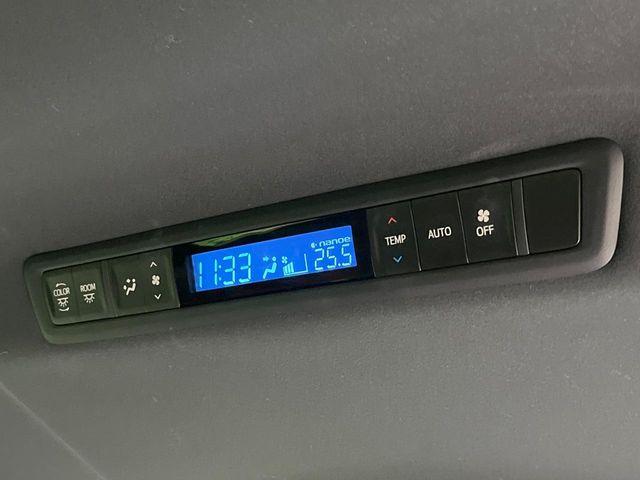 COLOR
ROOM
11:33
nanoe
25.5
TEMP
AUTO
OFF